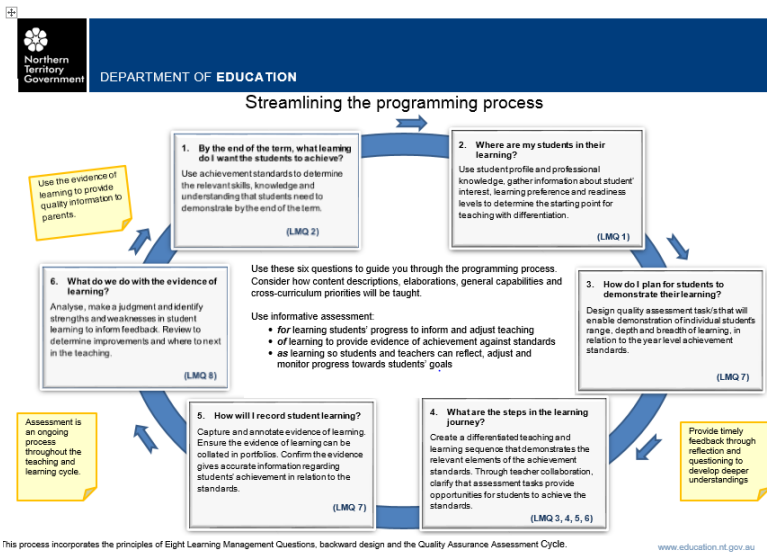 Northern
Territory
Government
DEPARTMENT OF EDUCATION
Streamlining the programming process
1. By the end of the term, what learning
do I want the students to achieve?
Use achievement standards to determine
the relevant skills, knowledge and
understanding that students need to
demonstrate by the end of the term.
(LMQ 2)
2. Where are my students in their
learning?
Use student profile and professional
knowledge, gather information about student'
interest, learning preference and readiness
levels to determine the starting point for
teaching with differentiation.
(LMQ 1)
Use the evidence of
learning to provide
quality information to
parents.
6. What do we do with the evidence of
learning?
Analyse, make a judgment and identify
strengths and weaknesses in student
learning to inform feedback. Review to
determine improvements and where to next
in the teaching.
(LMQ 8)
Use these six questions to guide you through the programming process.
Consider how content descriptions, elaborations, general capabilities and
cross-curriculum priorities will be taught.
Use informative assessment:
• for learning students' progress to inform and adjust teaching
• of learning to provide evidence of achievement against standards
• as learning so students and teachers can reflect, adjust and
monitor progress towards students' goals
3. How do I plan for students to
demonstrate their learning?
Design quality assessment task/s that will
enable demonstration of individual student's
range, depth and breadth of learning, in
relation to the year level achievement
standards.
(LMQ 7)
Assessment is
an ongoing
process
throughout the
teaching and
learning cycle.
5. How will I record student learning?
Capture and annotate evidence of learning.
Ensure the evidence of learning can be
collated in portfolios. Confirm the evidence
gives accurate information regarding
students' achievement in relation to the
standards.
(LMQ 7)
4. What are the steps in the learning
journey?
Create a differentiated teaching and
learning sequence that demonstrates the
relevant elements of the achievement
standards. Through teacher collaboration,
clarify that assessment tasks provide
opportunities for students to achieve the
standards.
(LMQ 3, 4, 5, 6)
Provide timely
feedback through
reflection and
questioning to
develop deeper
understandings
This process incorporates the principles of Eight Learning Management Questions, backward design and the Quality Assurance Assessment Cycle.
www.education.nt.gov.au